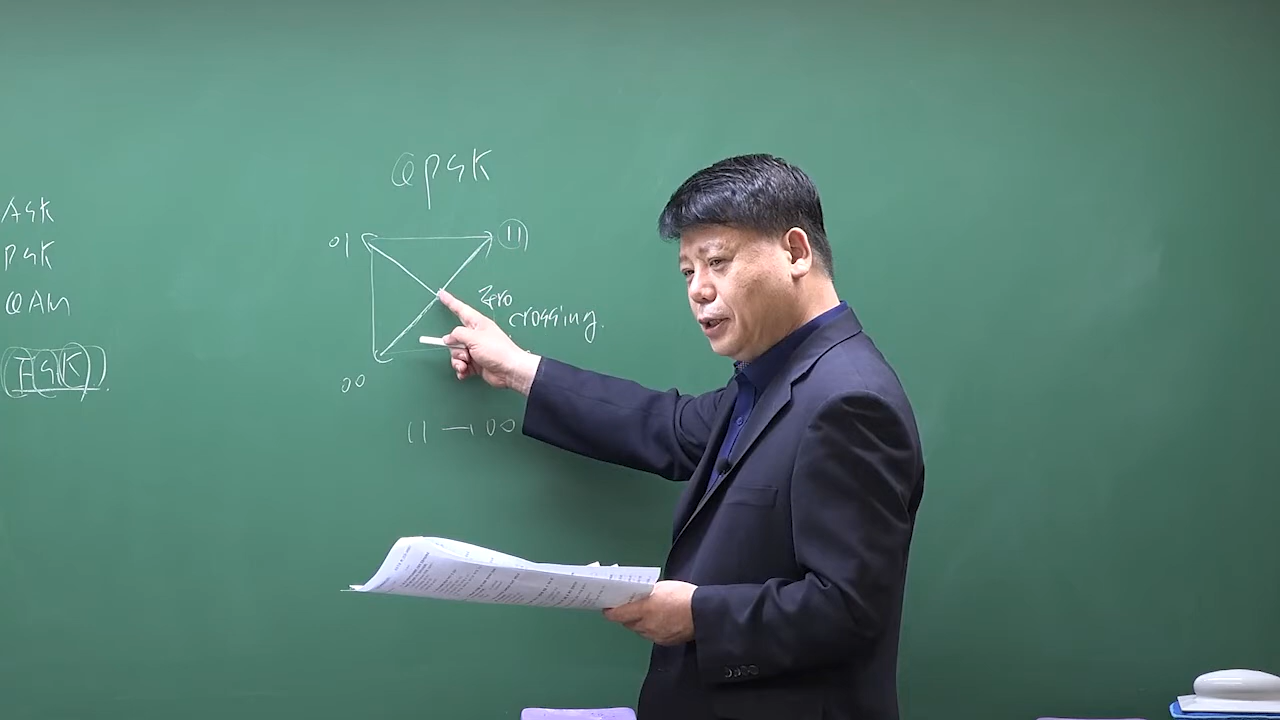 ASK
PSK
QAM
FSK
QPSK
01
11
Zero
crossing.
00
11 → 00